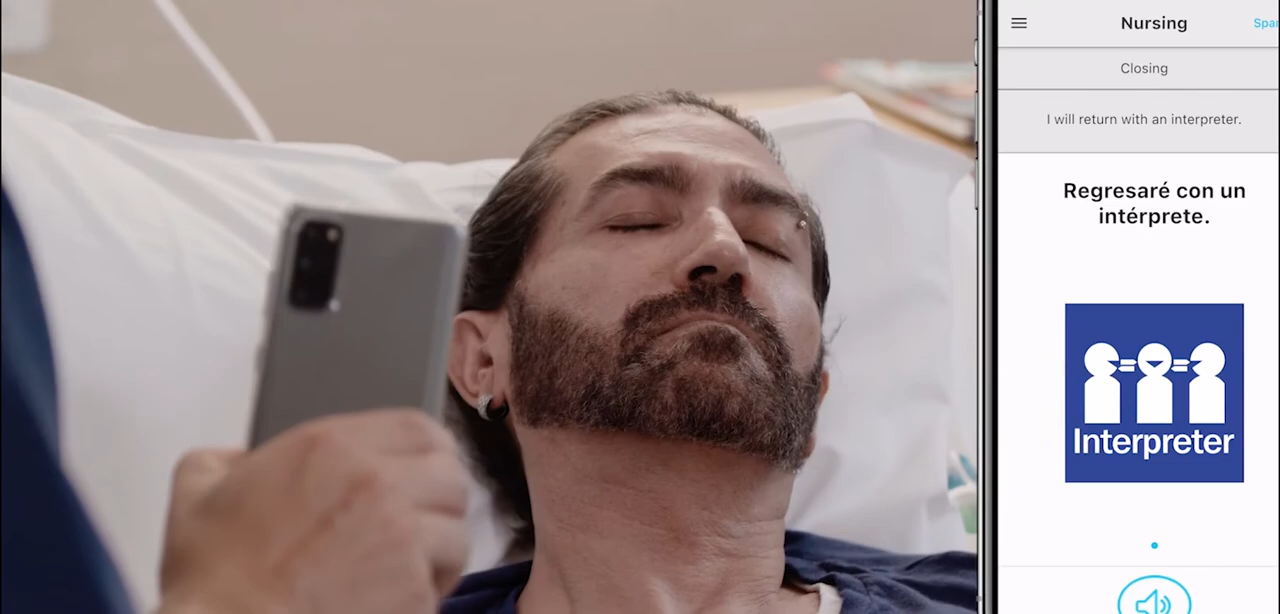 Nursing
Closing
I will return with an interpreter.
Regresaré con un
intérprete.
Interpreter